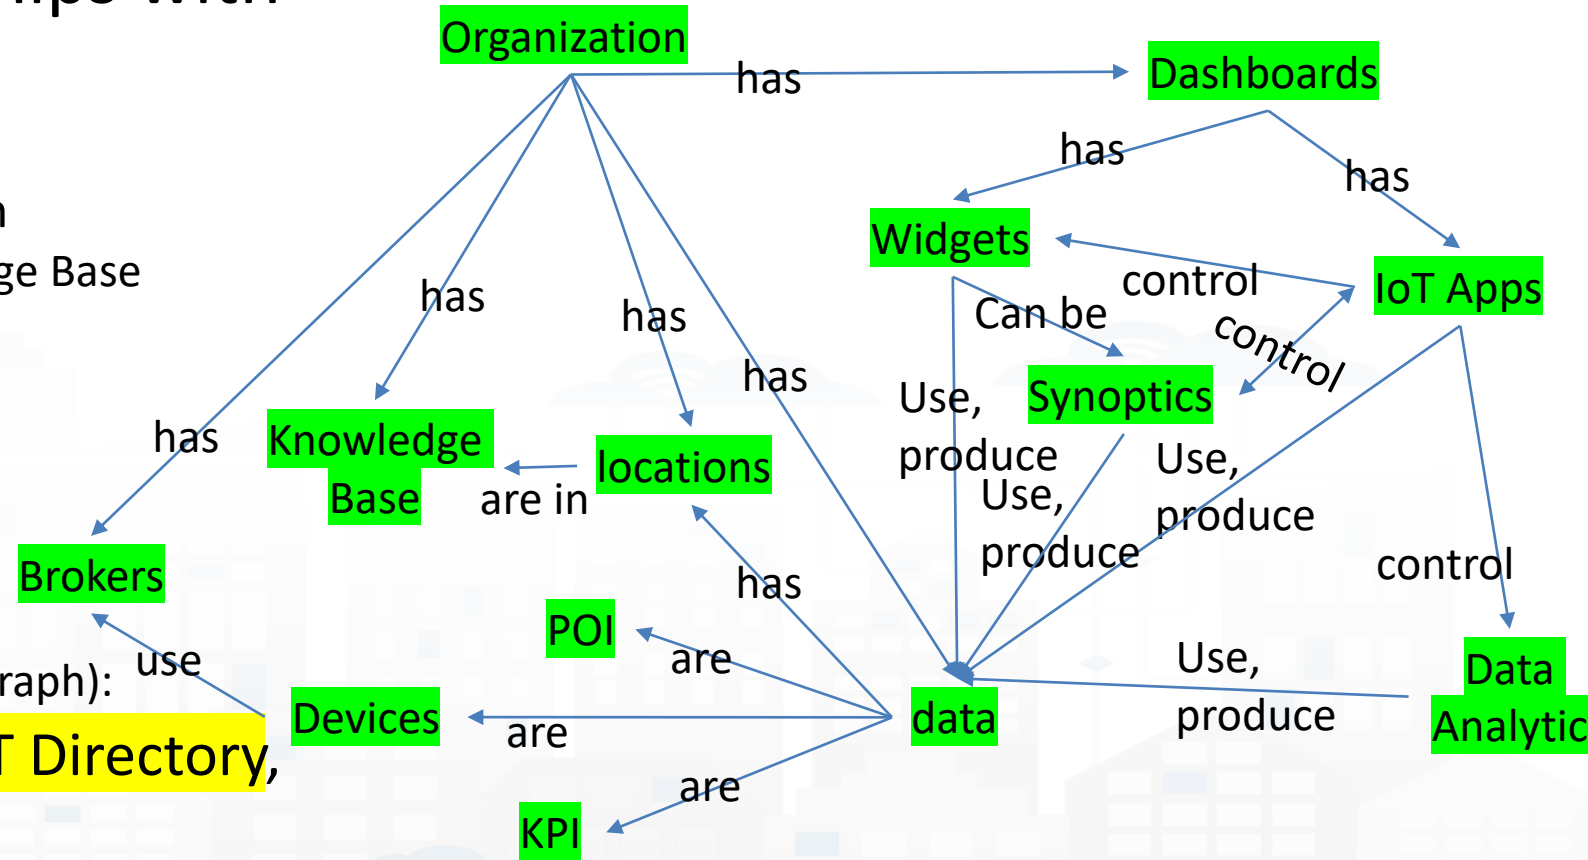 Organization
has
Dashboards
has
has
Widgets
ge Base
has
has
control
IoT Apps
Can be
control
has
Use,
produce
Synoptics
has
Knowledge
Base
are in
locations
Use,
produce
Use,
produce
Brokers
has
control
POI
are
use
raph):
Devices
are
data
Use,
produce
Data
Analytic
T Directory,
are
KPI